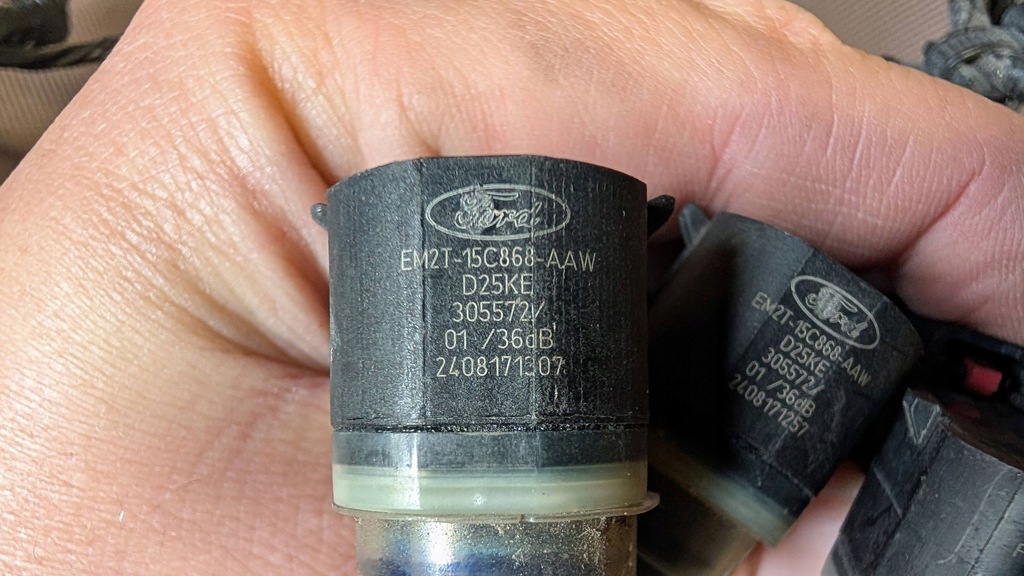 Ford
EM2T-15C868-AAW
D25KE
305572/
01 /36dB
2408171307
Ford
EM2T-15C868-AAW
D25KE
305572/
01 /36dB
2408171257